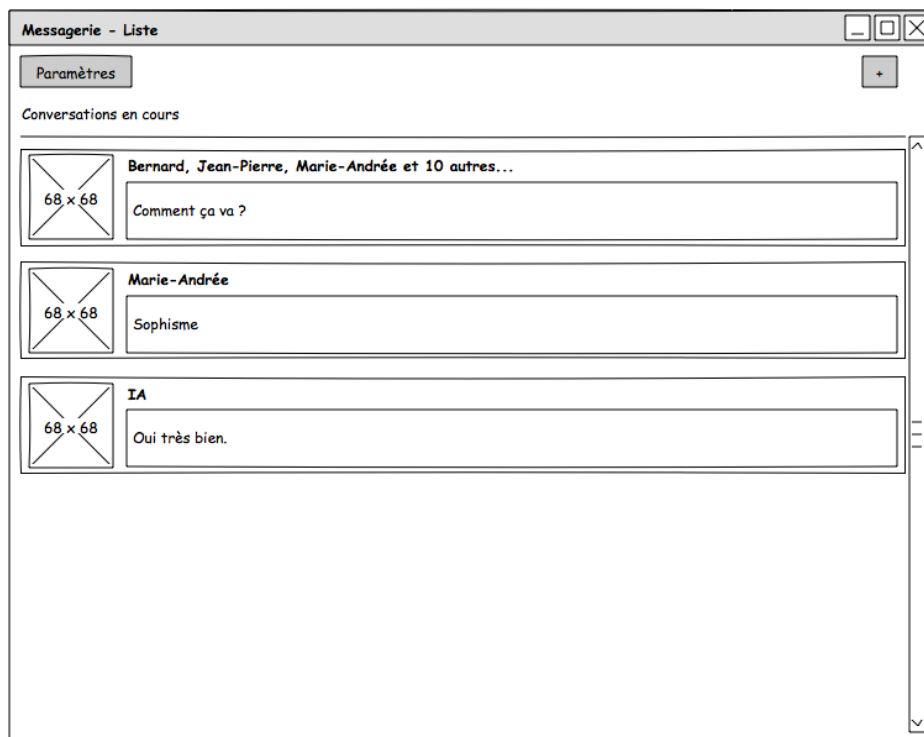 Messagerie - Liste
Paramètres
+
Conversations en cours
Bernard, Jean-Pierre, Marie-Andrée et 10 autres...
68 x 68
Comment ça va ?
Marie-Andrée
68 x 68
Sophisme
IA
68 x 68
Oui très bien.